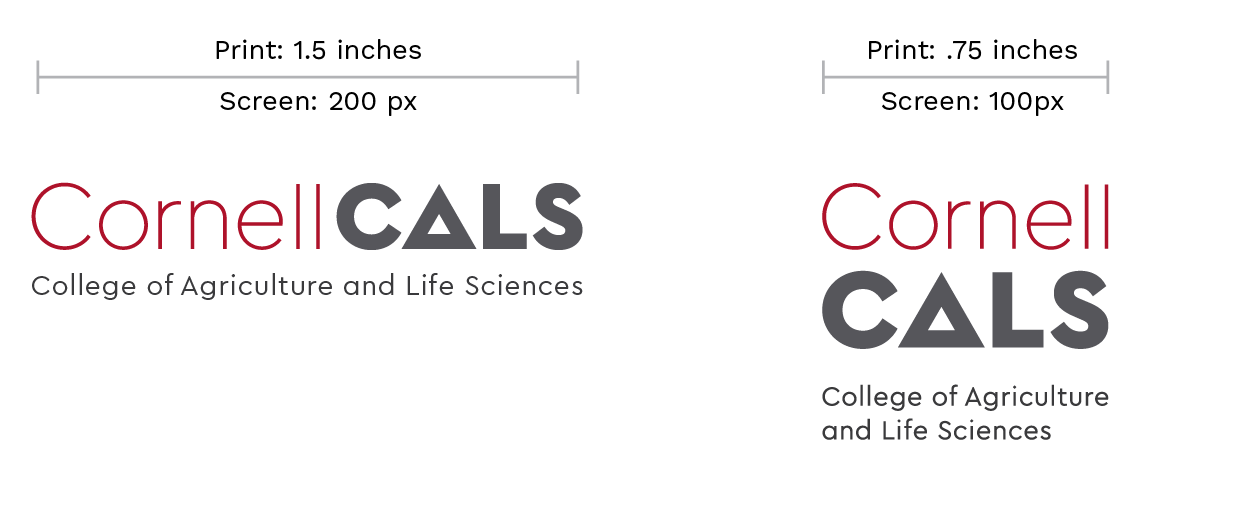 Print: 1.5 inches
Screen: 200 px
CornellCALS
College of Agriculture and Life Sciences
Print: .75 inches
Screen: 100px
Cornell
CALS
College of Agriculture
and Life Sciences